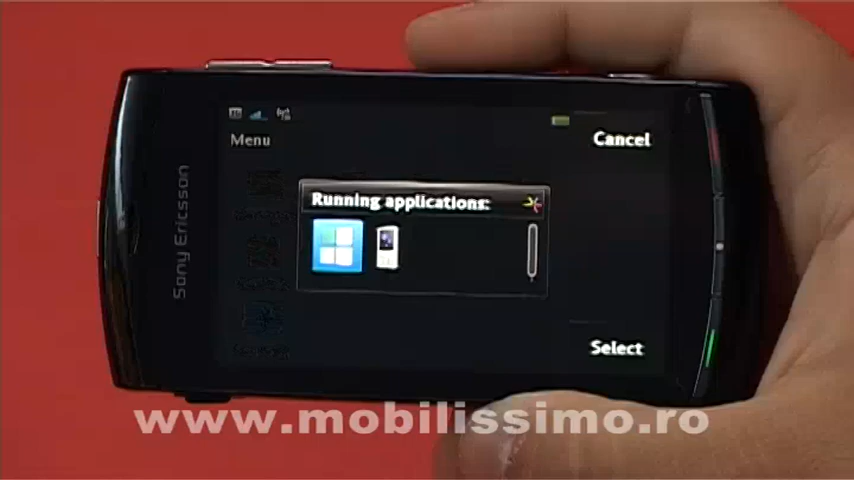 Sony Ericsson
Menu
Cancel
Running applications:
Select
www.mobilissimo.ro